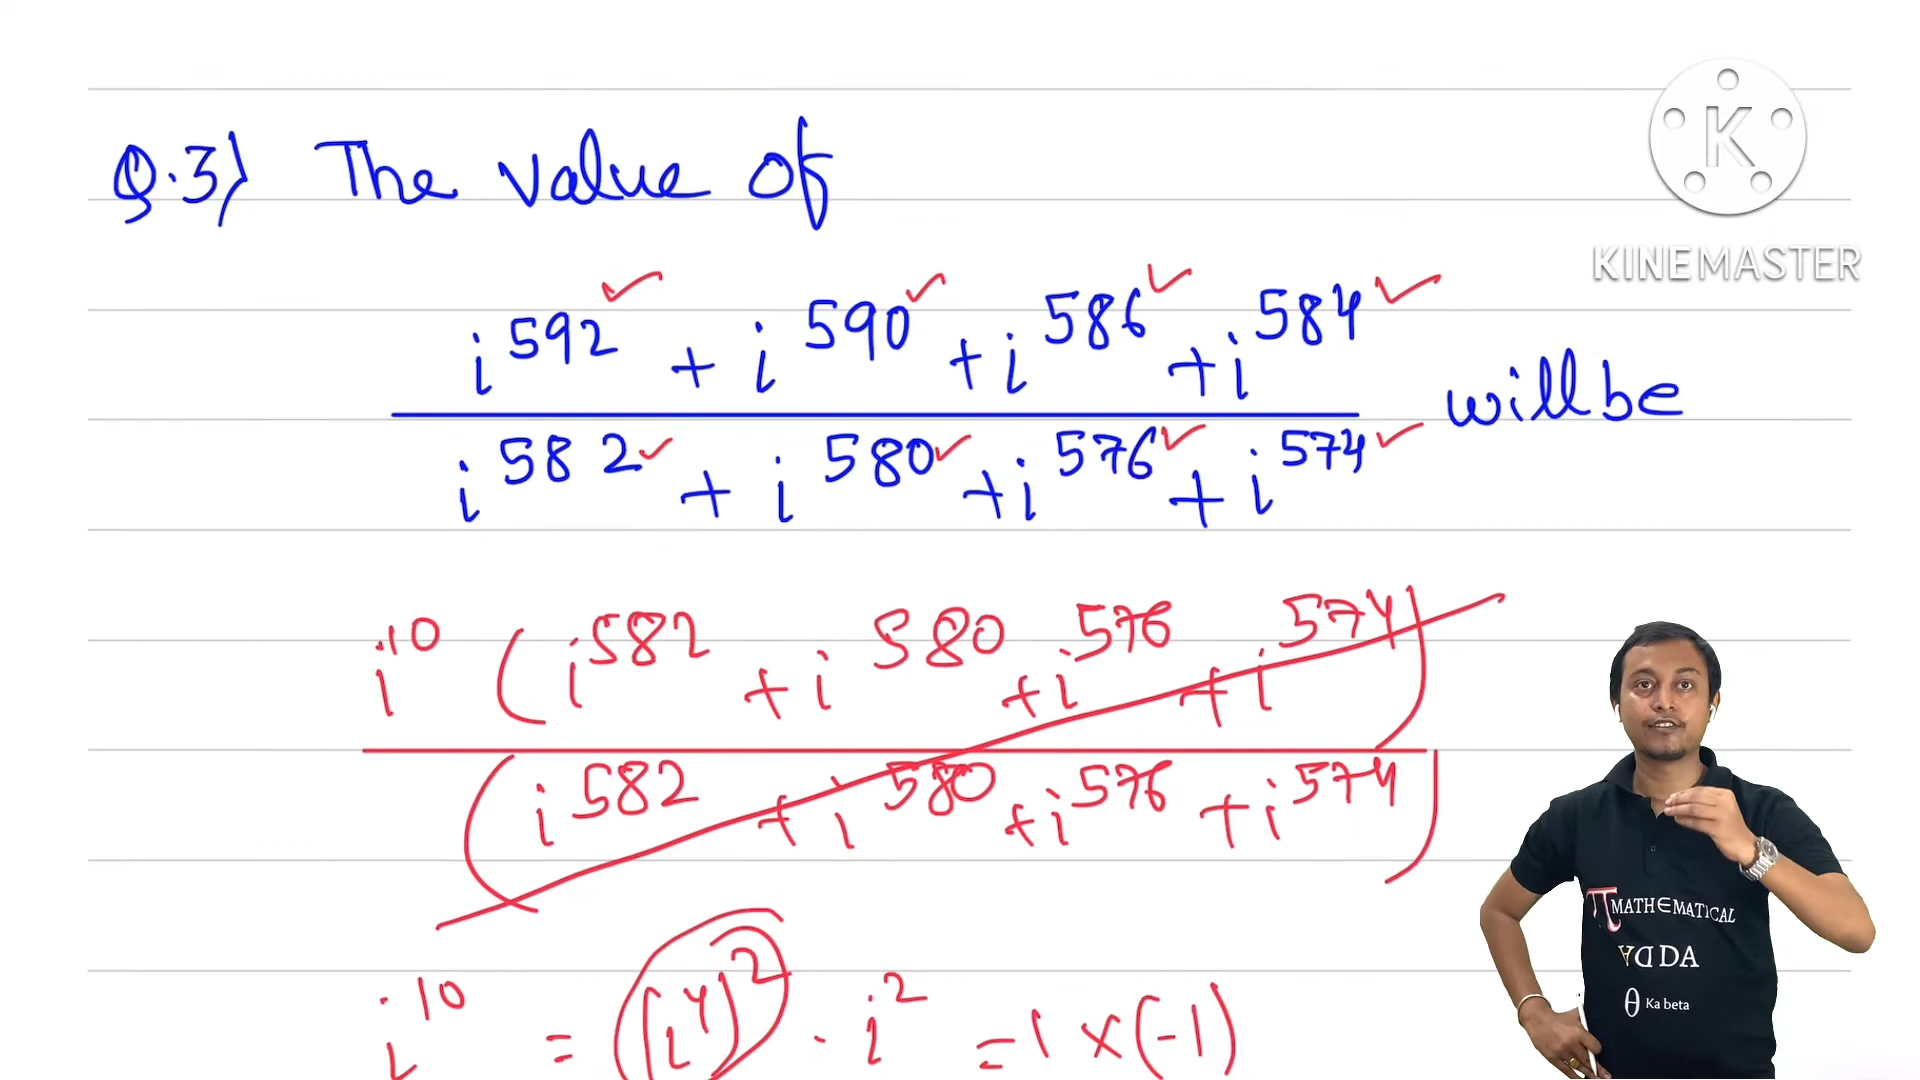 Q.3) The value of
i^592 + i^590 + i^586 + i^584
will be
i^582 + i^580 + i^576 + i^574
i^10 (i^582 + i^580 + i^576 + i^574)
(i^582 + i^580 + i^576 + i^574)
i^10 = (i^4)^2 . i^2 = 1 × (-1)
K
KINEMASTER
π MATHEMATICAL
ADDA
θ Ka beta